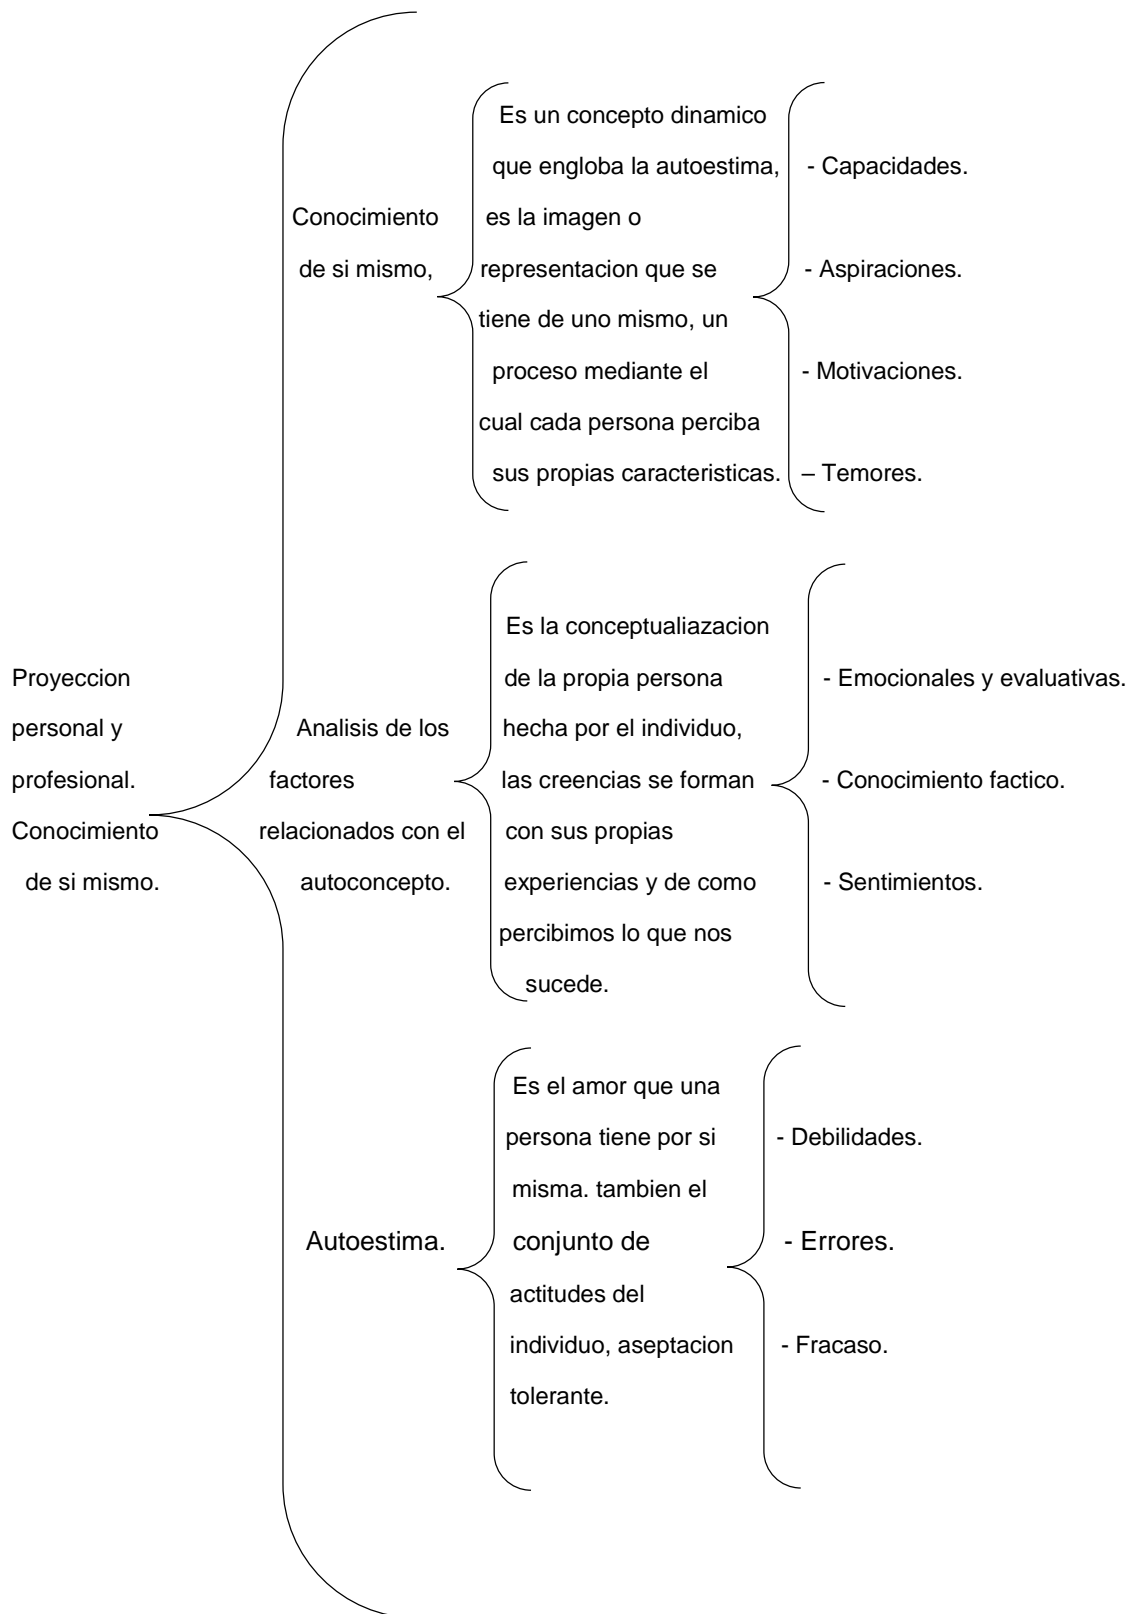 Proyeccion
personal y
profesional.
Conocimiento
de si mismo.
Conocimiento
de si mismo,
Es un concepto dinamico
que engloba la autoestima,
es la imagen o
representacion que se
tiene de uno mismo, un
proceso mediante el
cual cada persona perciba
sus propias caracteristicas.
- Capacidades.
- Aspiraciones.
- Motivaciones.
– Temores.
Analisis de los
factores
relacionados con el
autoconcepto.
Es la conceptualiazacion
de la propia persona
hecha por el individuo,
las creencias se forman
con sus propias
experiencias y de como
percibimos lo que nos
sucede.
- Emocionales y evaluativas.
- Conocimiento factico.
- Sentimientos.
Autoestima.
Es el amor que una
persona tiene por si
misma. tambien el
conjunto de
actitudes del
individuo, aseptacion
tolerante.
- Debilidades.
- Errores.
- Fracaso.